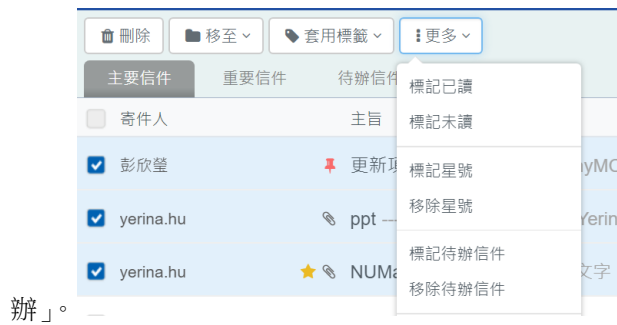 刪除 移至 套用標籤 更多
主要信件 重要信件 待辦信件
標記已讀
寄件人 主旨
標記未讀
彭欣瑩 更新項
標記星號
yMC
移除星號
yerina.hu ppt --- Yerin
標記待辦信件
yerina.hu NUMa 文字
移除待辦信件
辦」。